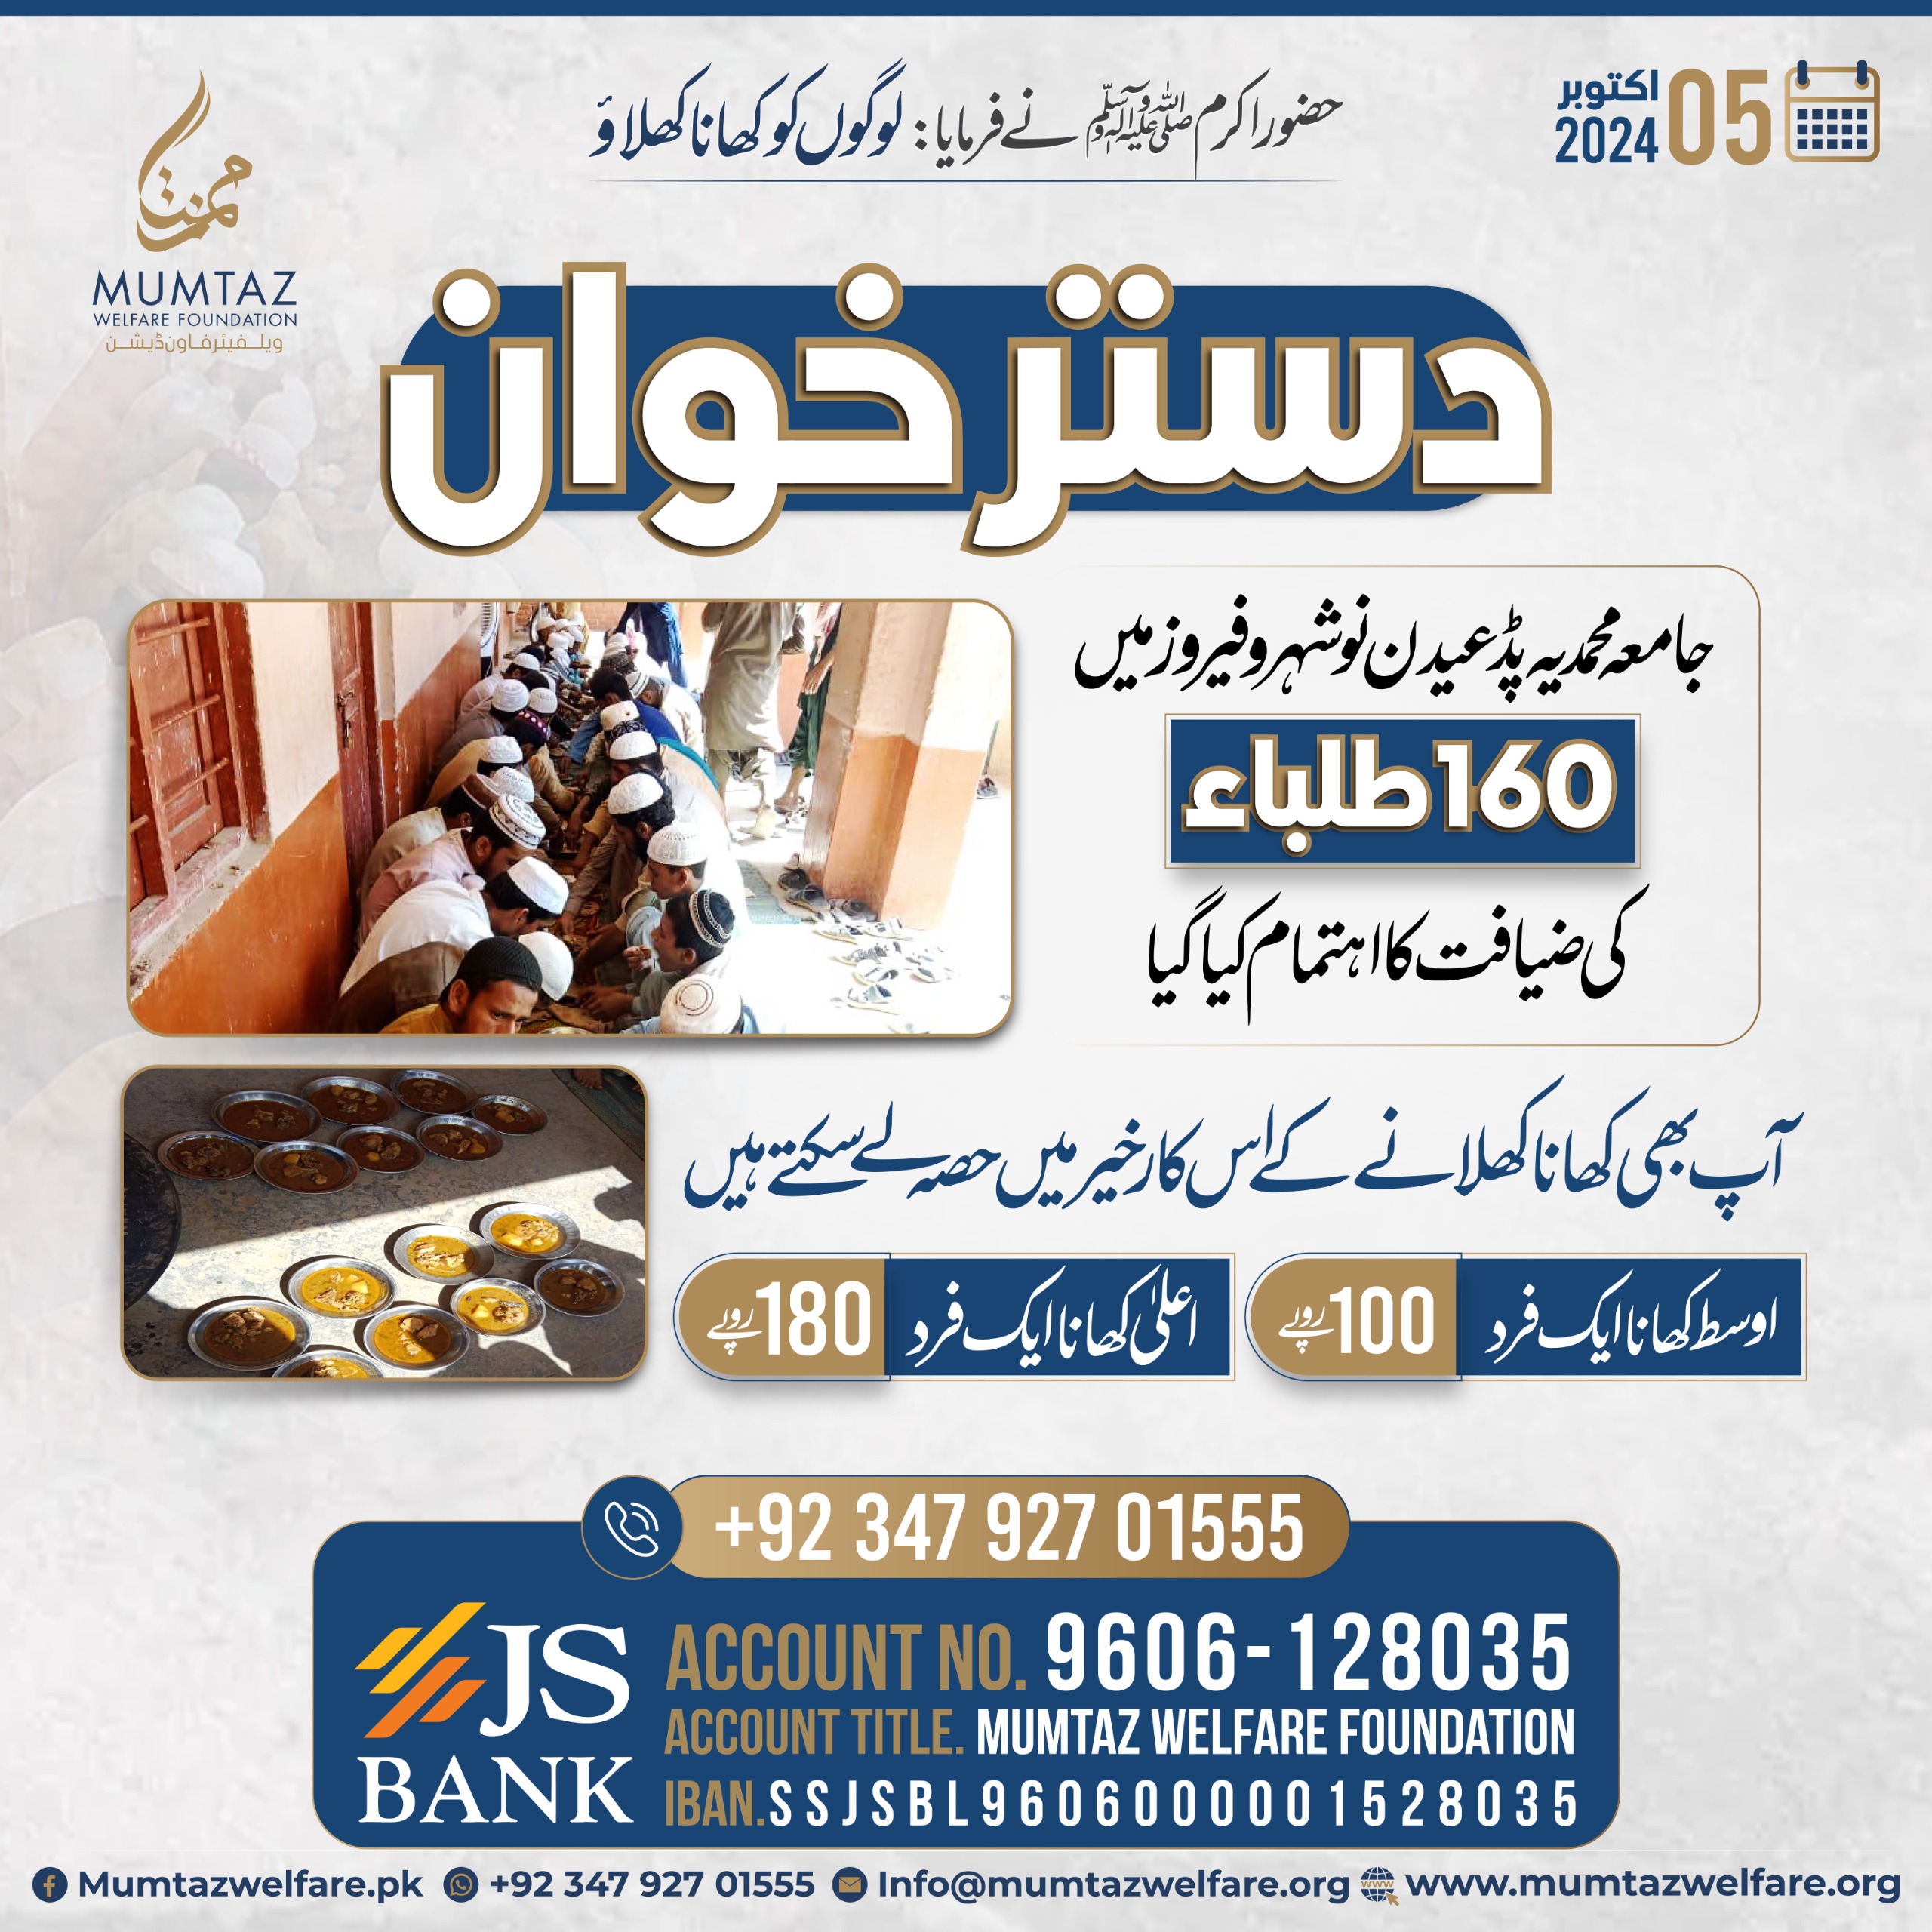 05 اکتوبر 2024
حضور اکرم صلی اللہ علیہ وآلہ وسلم نے فرمایا: لوگوں کو کھانا کھلاؤ
ممتاز
MUMTAZ
WELFARE FOUNDATION
ویلفیئر فاونڈیشن
دسترخوان
جامعہ محمدیہ پڈعیدن نوشہرو فیروز میں
160 طلباء
کی ضیافت کا اہتمام کیا گیا
آپ بھی کھانا کھلانے کے اس کار خیر میں حصہ لے سکتے ہیں
اوسط کھانا ایک فرد 100 روپے
اعلیٰ کھانا ایک فرد 180 روپے
+92 347 927 01555
JS BANK
ACCOUNT NO. 9606-128035
ACCOUNT TITLE. MUMTAZ WELFARE FOUNDATION
IBAN.SSJSBL9606000001528035
Mumtazwelfare.pk +92 347 927 01555 Info@mumtazwelfare.org www.mumtazwelfare.org